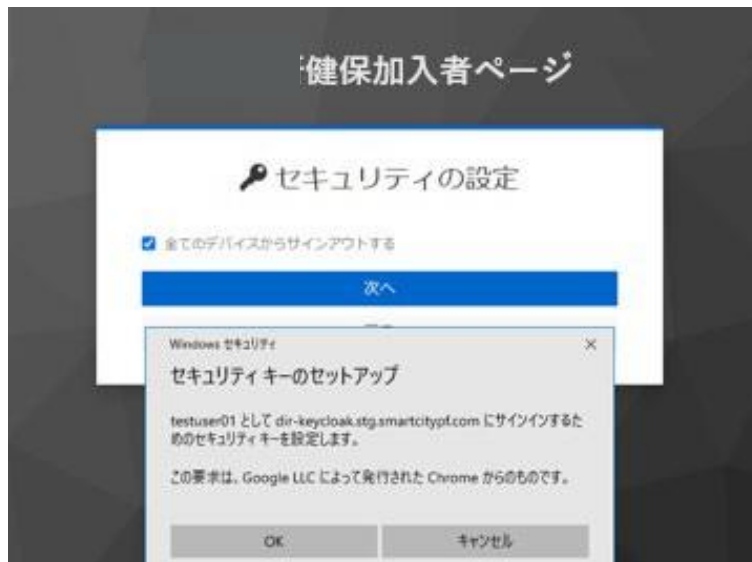 健保加入者ページ
セキュリティの設定
全てのデバイスからサインアウトする
次へ
Windows セキュリティ
セキュリティ キーのセットアップ
testuser01 として dir-keycloak.stg.smartcitypf.com にサインインするた
めのセキュリティ キーを設定します。
この要求は、Google LLC によって発行された Chrome からのものです。
OK
キャンセル